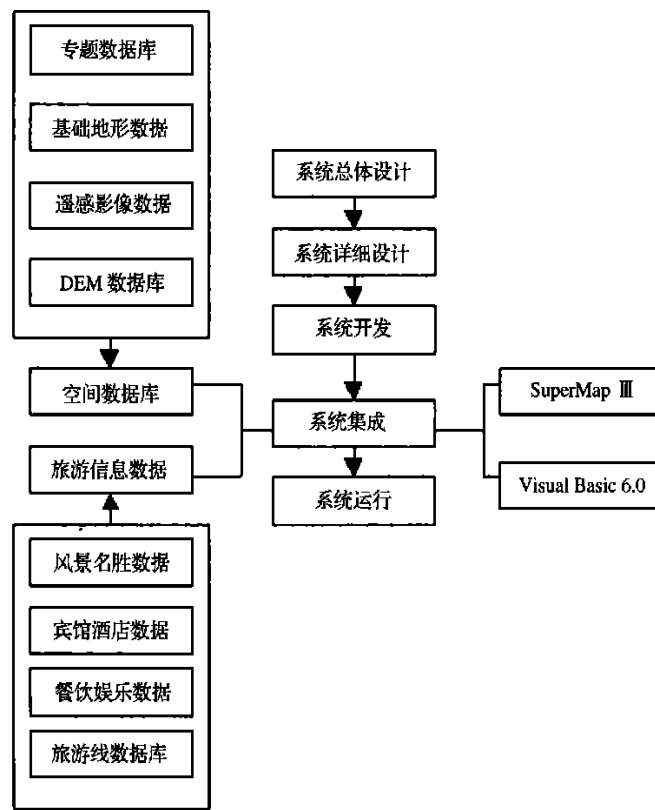 专题数据库
基础地形数据
遥感影像数据
DEM 数据库
空间数据库
旅游信息数据
风景名胜数据
宾馆酒店数据
餐饮娱乐数据
旅游线数据库
系统总体设计
系统详细设计
系统开发
系统集成
系统运行
SuperMap Ⅲ
Visual Basic 6.0